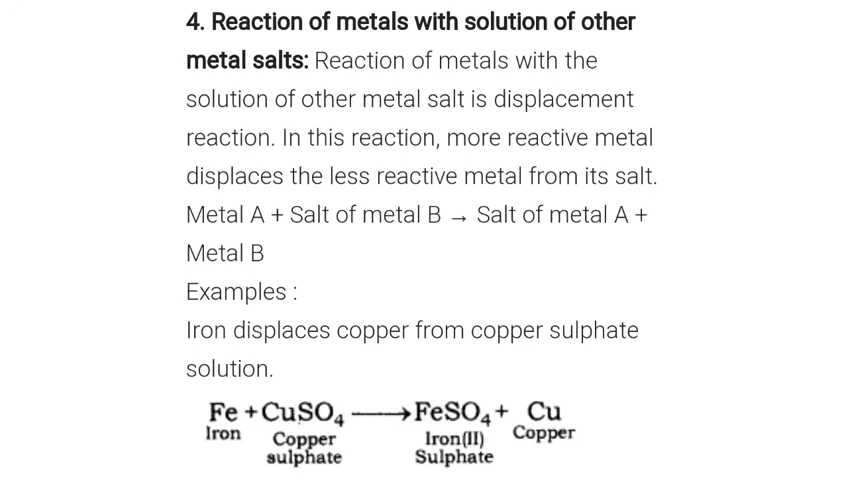 4. Reaction of metals with solution of other
metal salts: Reaction of metals with the
solution of other metal salt is displacement
reaction. In this reaction, more reactive metal
displaces the less reactive metal from its salt.
Metal A + Salt of metal B → Salt of metal A +
Metal B
Examples :
Iron displaces copper from copper sulphate
solution.
Fe + CuSO₄ ⟶ FeSO₄ + Cu
Iron Copper Iron(II) Copper
sulphate Sulphate